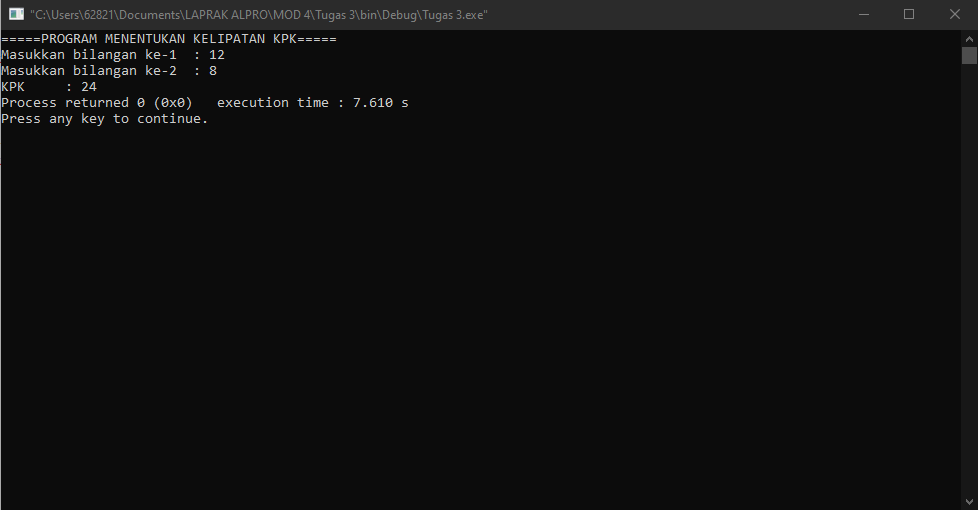 "C:\Users\62821\Documents\LAPRAK ALPRO\MOD 4\Tugas 3\bin\Debug\Tugas 3.exe"
=====PROGRAM MENENTUKAN KELIPATAN KPK=====
Masukkan bilangan ke-1  : 12
Masukkan bilangan ke-2  : 8
KPK     : 24
Process returned 0 (0x0)   execution time : 7.610 s
Press any key to continue.